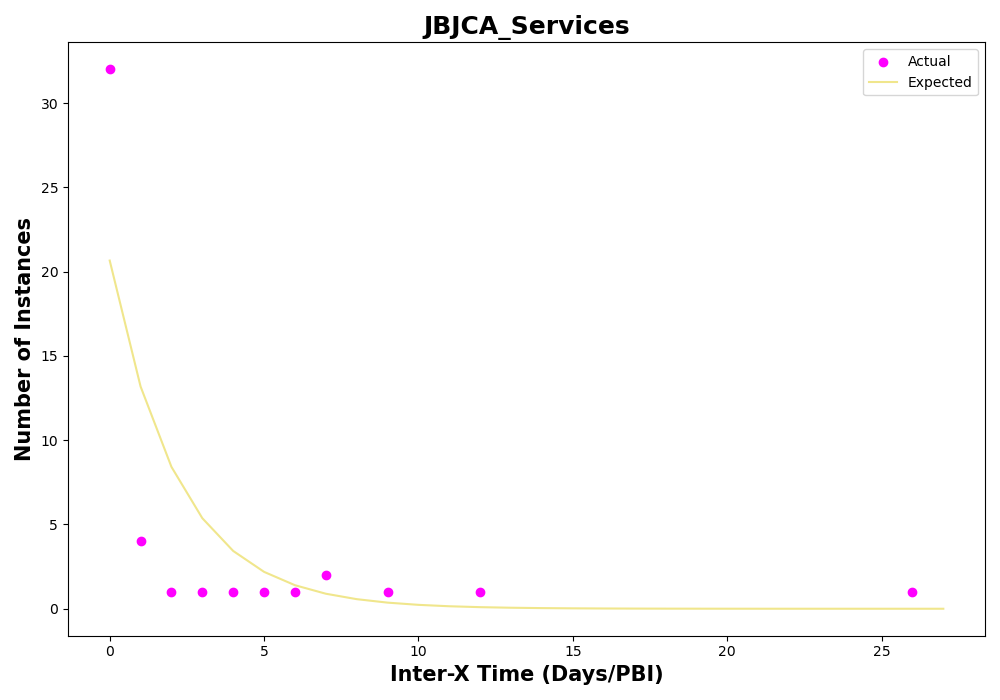 JBJCA_Services
Actual
Expected
Number of Instances
30
25
20
15
10
5
0
0 5 10 15 20 25
Inter-X Time (Days/PBI)